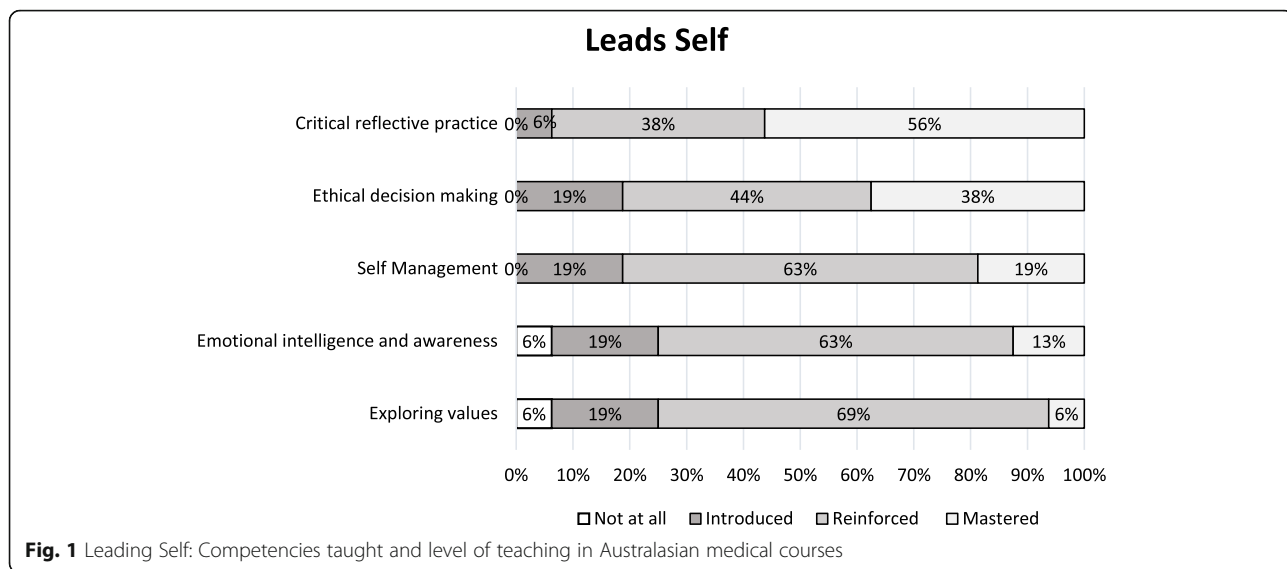 Leads Self
Critical reflective practice 0% 6% 38% 56%
Ethical decision making 0% 19% 44% 38%
Self Management 0% 19% 63% 19%
Emotional intelligence and awareness 6% 19% 63% 13%
Exploring values 6% 19% 69% 6%
0% 10% 20% 30% 40% 50% 60% 70% 80% 90% 100%
Not at all Introduced Reinforced Mastered
Fig. 1 Leading Self: Competencies taught and level of teaching in Australasian medical courses